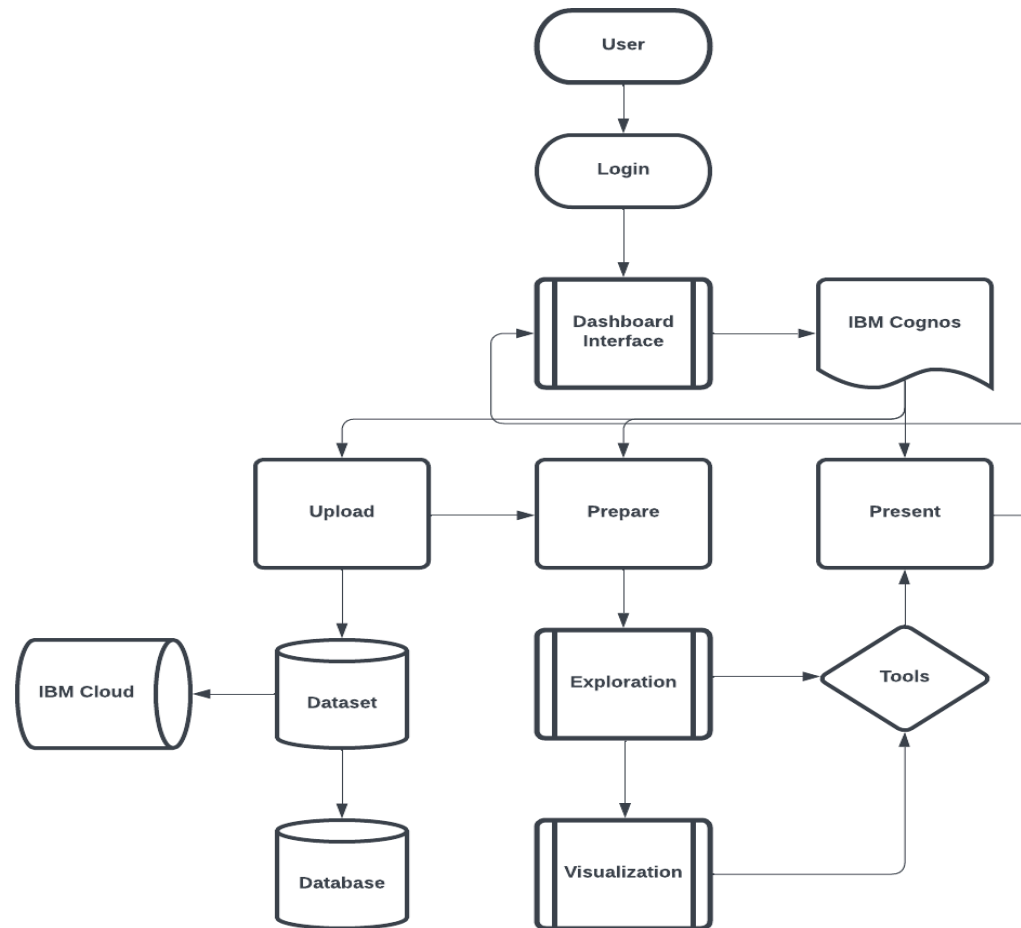 User
Login
Dashboard
Interface
IBM Cognos
Upload
Prepare
Present
IBM Cloud
Dataset
Exploration
Tools
Database
Visualization